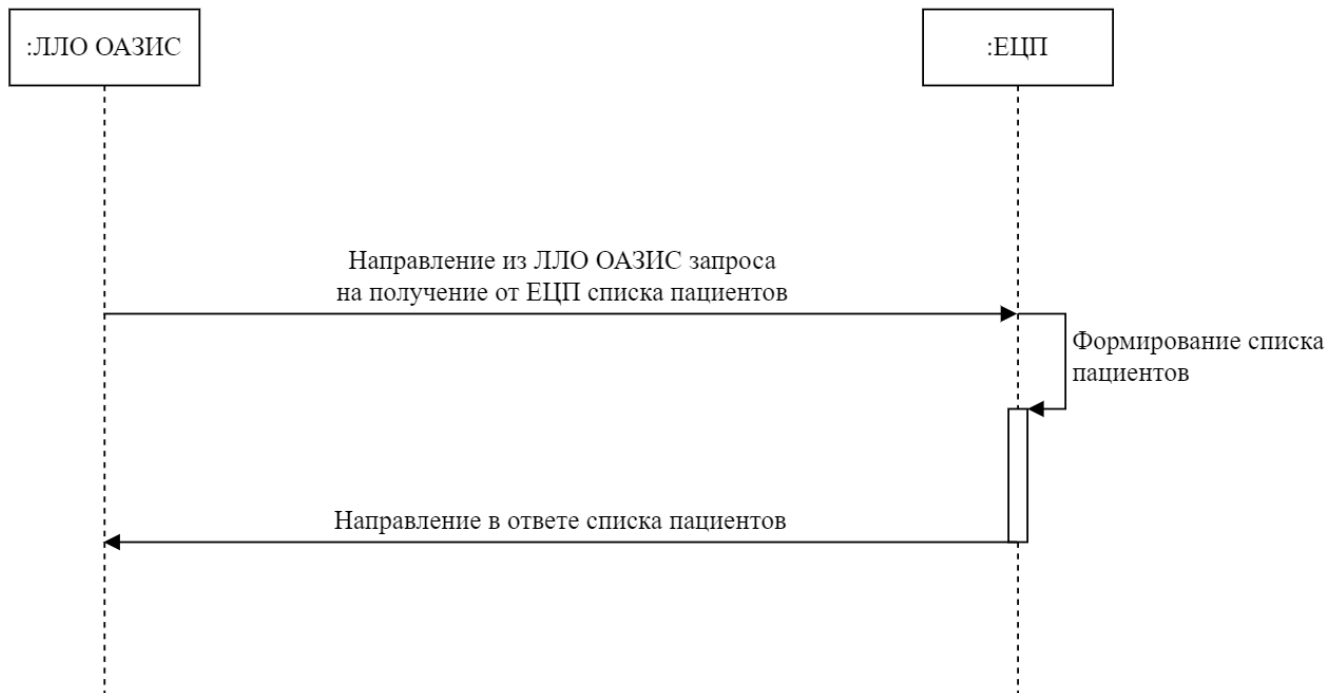 :ЛЛО ОАЗИС
:ЕЦП
Направление из ЛЛО ОАЗИС запроса
на получение от ЕЦП списка пациентов
Формирование списка
пациентов
Направление в ответе списка пациентов